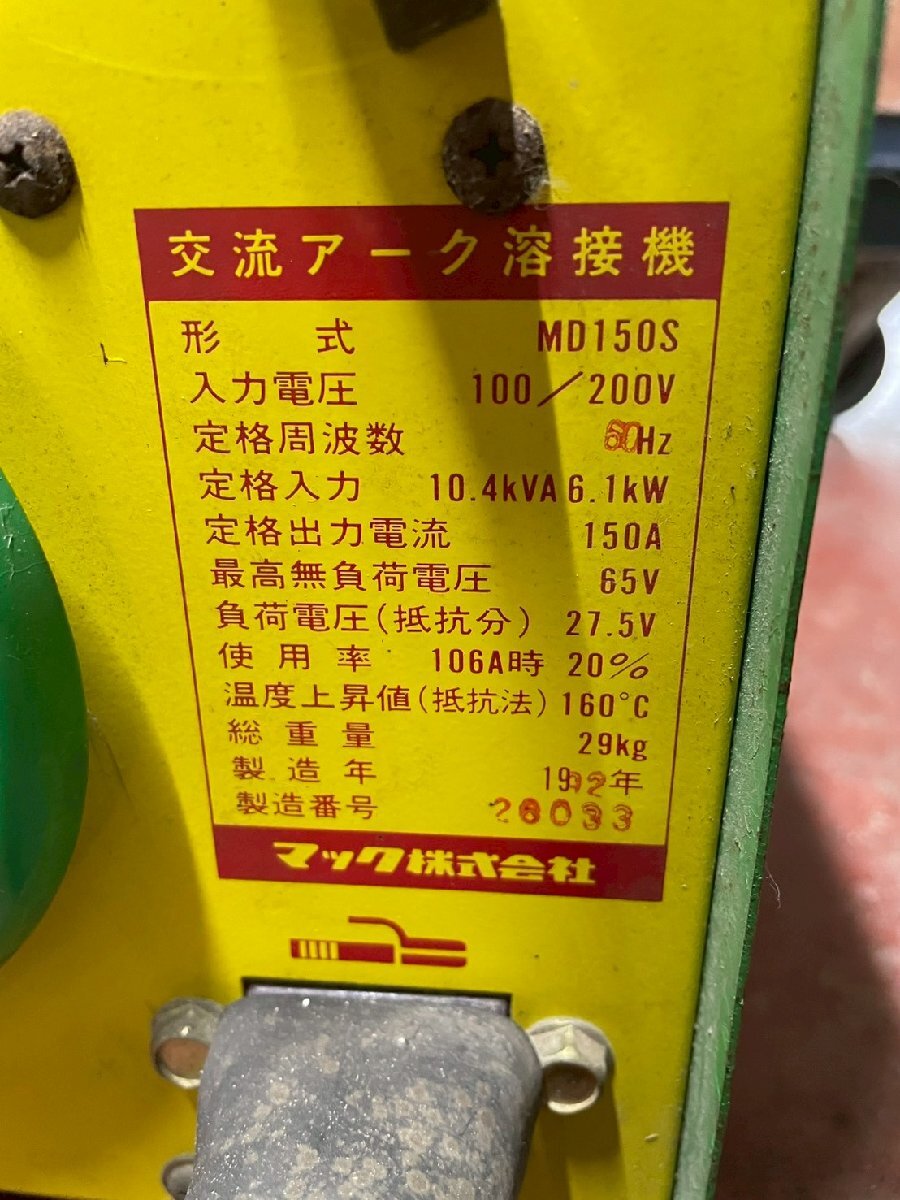 交流アーク溶接機
形式 MD150S
入力電圧 100/200V
定格周波数 60Hz
定格入力 10.4kVA 6.1kW
定格出力電流 150A
最高無負荷電圧 65V
負荷電圧(抵抗分) 27.5V
使用率 106A時 20%
温度上昇値(抵抗法) 160°C
総重量 29kg
製造年 1992年
製造番号 26033
マック株式会社